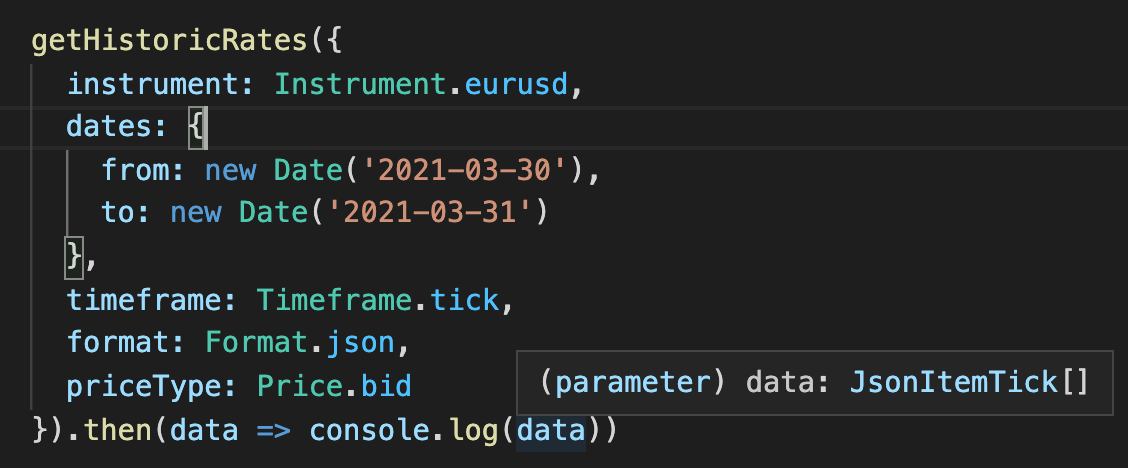 getHistoricRates({
instrument: Instrument.eurusd,
dates: {
from: new Date('2021-03-30'),
to: new Date('2021-03-31')
},
timeframe: Timeframe.tick,
format: Format.json,
(parameter) data: JsonItemTick[]
priceType: Price.bid
}).then(data => console.log(data))